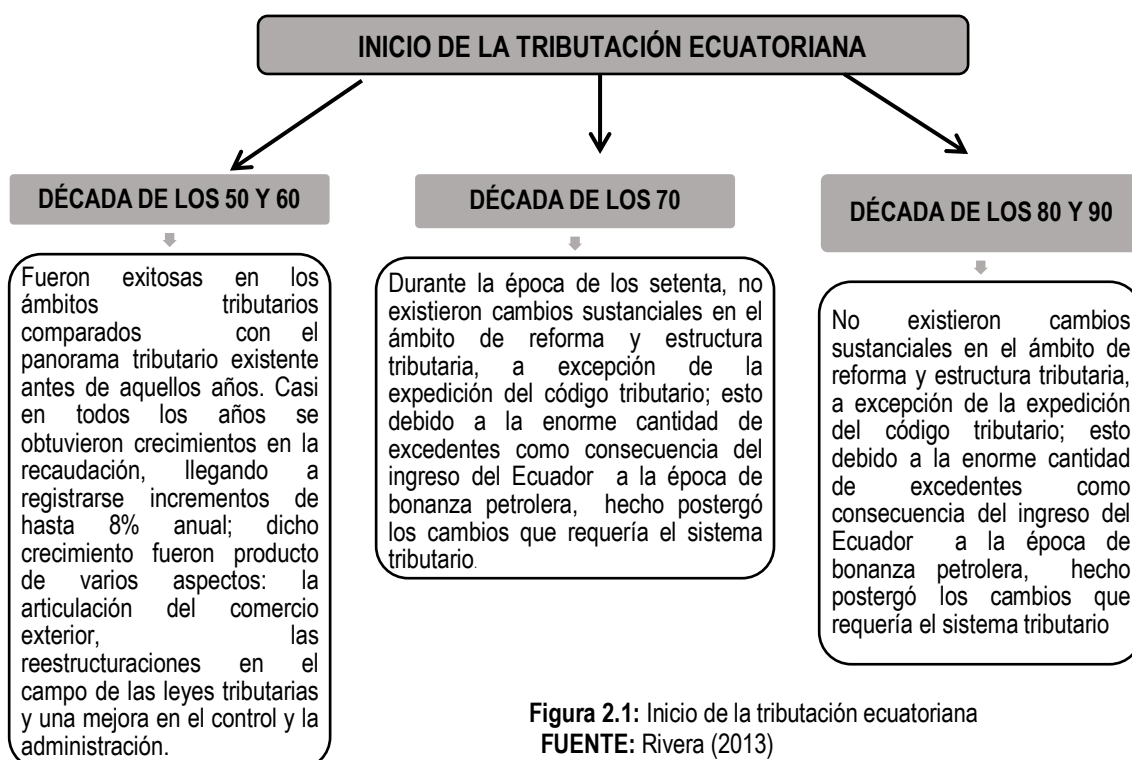 INICIO DE LA TRIBUTACIÓN ECUATORIANA
DÉCADA DE LOS 50 Y 60
Fueron exitosas en los
ámbitos tributarios
comparados con el
panorama tributario existente
antes de aquellos años. Casi
en todos los años se
obtuvieron crecimientos en la
recaudación, llegando a
registrarse incrementos de
hasta 8% anual; dicho
crecimiento fueron producto
de varios aspectos: la
articulación del comercio
exterior, las
reestructuraciones en el
campo de las leyes tributarias
y una mejora en el control y la
administración.
DÉCADA DE LOS 70
Durante la época de los setenta, no
existieron cambios sustanciales en el
ámbito de reforma y estructura
tributaria, a excepción de la
expedición del código tributario; esto
debido a la enorme cantidad de
excedentes como consecuencia del
ingreso del Ecuador a la época de
bonanza petrolera, hecho postergó
los cambios que requería el sistema
tributario.
DÉCADA DE LOS 80 Y 90
No existieron cambios
sustanciales en el ámbito de
reforma y estructura tributaria,
a excepción de la expedición
del código tributario; esto
debido a la enorme cantidad
de excedentes como
consecuencia del ingreso del
Ecuador a la época de
bonanza petrolera, hecho
postergó los cambios que
requería el sistema tributario
Figura 2.1: Inicio de la tributación ecuatoriana
FUENTE: Rivera (2013)